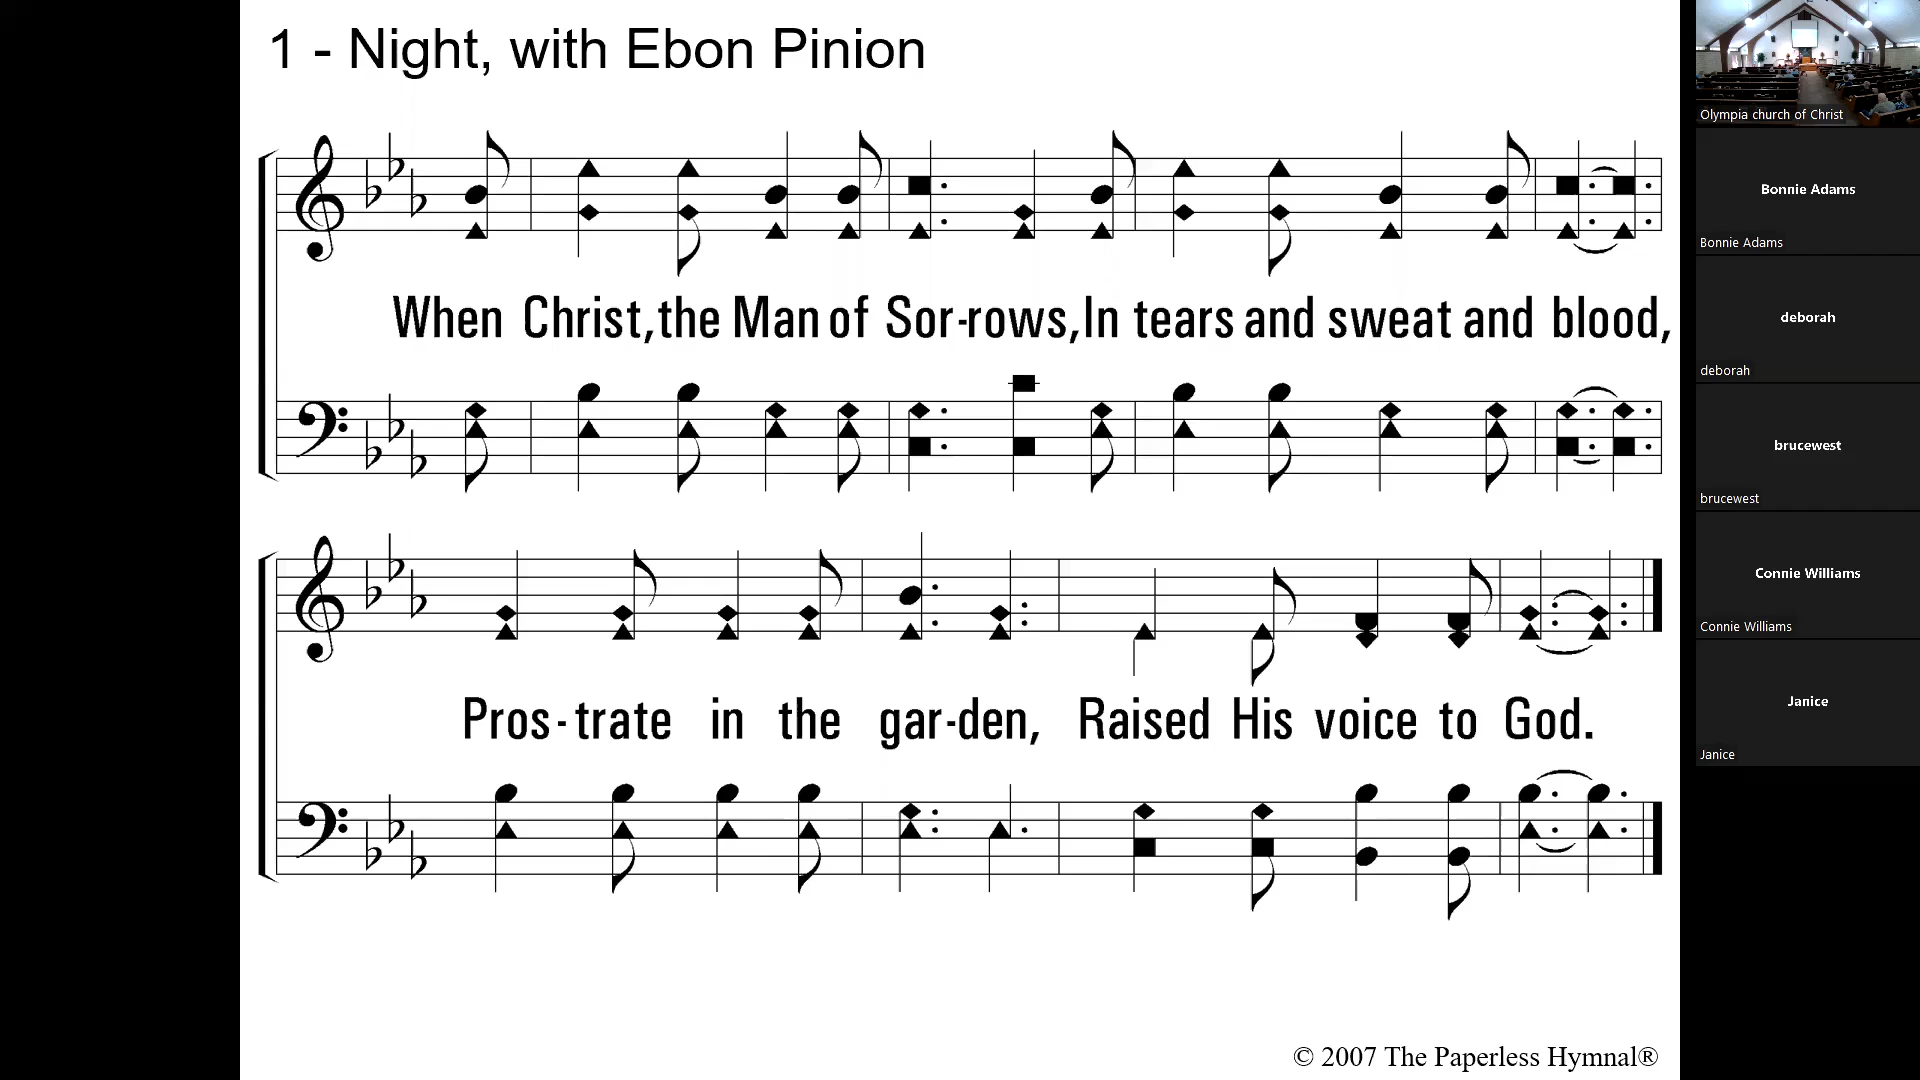 1 - Night, with Ebon Pinion
When Christ, the Man of Sor-rows, In tears and sweat and blood,
Pros-trate in the gar-den, Raised His voice to God.
© 2007 The Paperless Hymnal®
Olympia church of Christ
Bonnie Adams
Bonnie Adams
deborah
deborah
brucewest
brucewest
Connie Williams
Connie Williams
Janice
Janice